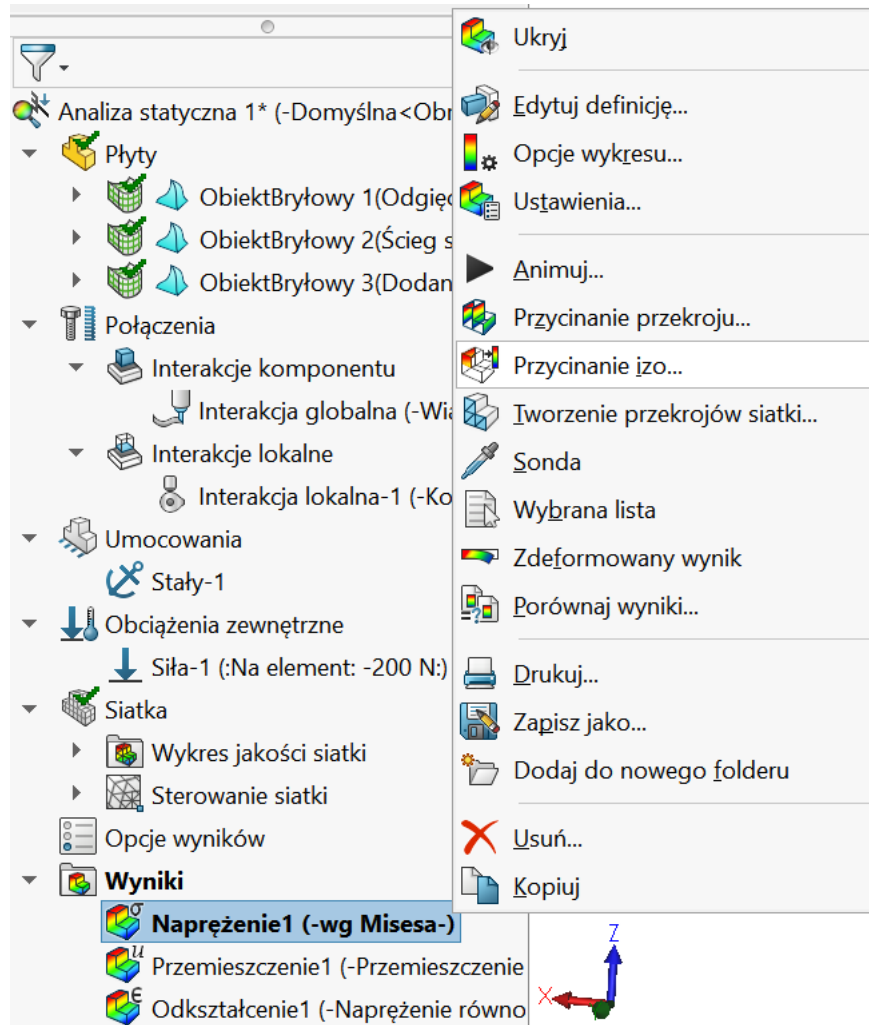 Analiza statyczna 1* (-Domyślna<Obr
Płyty
ObiektBryłowy 1(Odgięc
ObiektBryłowy 2(Ścieg s
ObiektBryłowy 3(Dodan
Połączenia
Interakcje komponentu
Interakcja globalna (-Wia
Interakcje lokalne
Interakcja lokalna-1 (-Ko
Umocowania
Stały-1
Obciążenia zewnętrzne
Siła-1 (:Na element: -200 N:)
Siatka
Wykres jakości siatki
Sterowanie siatki
Opcje wyników
Wyniki
Naprężenie1 (-wg Misesa-)
Przemieszczenie1 (-Przemieszczenie
Odkształcenie1 (-Naprężenie równo
Ukryj
Edytuj definicję...
Opcje wykresu...
Ustawienia...
Animuj...
Przycinanie przekroju...
Przycinanie izo...
Tworzenie przekrojów siatki...
Sonda
Wybrana lista
Zdeformowany wynik
Porównaj wyniki...
Drukuj...
Zapisz jako...
Dodaj do nowego folderu
Usuń...
Kopiuj
Z
X